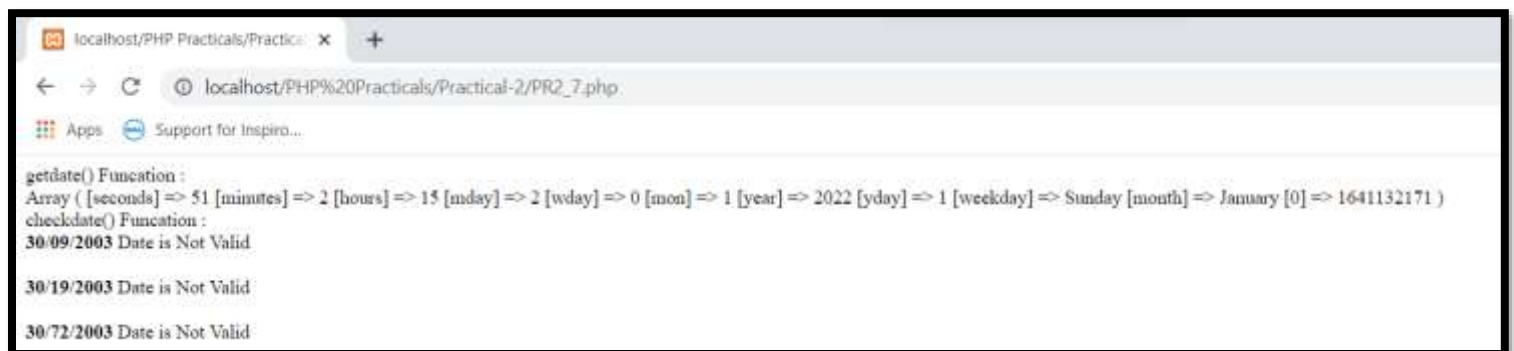 localhost/PHP Practicals/Practica
localhost/PHP%20Practicals/Practical-2/PR2_7.php
Apps Support for Inspiro...
getdate() Funcation :
Array ( [seconds] => 51 [minutes] => 2 [hours] => 15 [mday] => 2 [wday] => 0 [mon] => 1 [year] => 2022 [yday] => 1 [weekday] => Sunday [month] => January [0] => 1641132171 )
checkdate() Funcation :
30/09/2003 Date is Not Valid
30/19/2003 Date is Not Valid
30/72/2003 Date is Not Valid